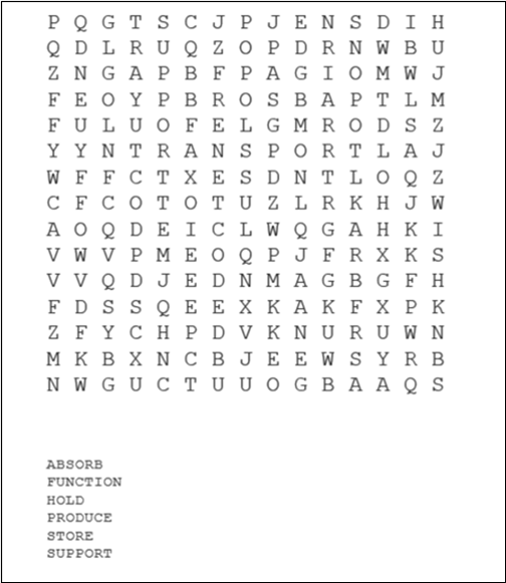 P Q G T S C J P J E N S D I H
Q D L R U Q Z O P D R N W B U
Z N G A P B F P A G I O M W J
F E O Y P B R O S B A P T L M
F U L U O F E L G M R O D S Z
Y Y N T R A N S P O R T L A J
W F F C T X E S D N T L O Q Z
C F C O T O T U Z L R K H J W
A O Q D E I C L W Q G A H K I
V W V P M E O Q P J F R X K S
V V Q D J E D N M A G B G F H
F D S S Q E E X K A K F X P K
Z F Y C H P D V K N U R U W N
M K B X N C B J E E W S Y R B
N W G U C T U U O G B A A Q S
ABSORB
FUNCTION
HOLD
PRODUCE
STORE
SUPPORT